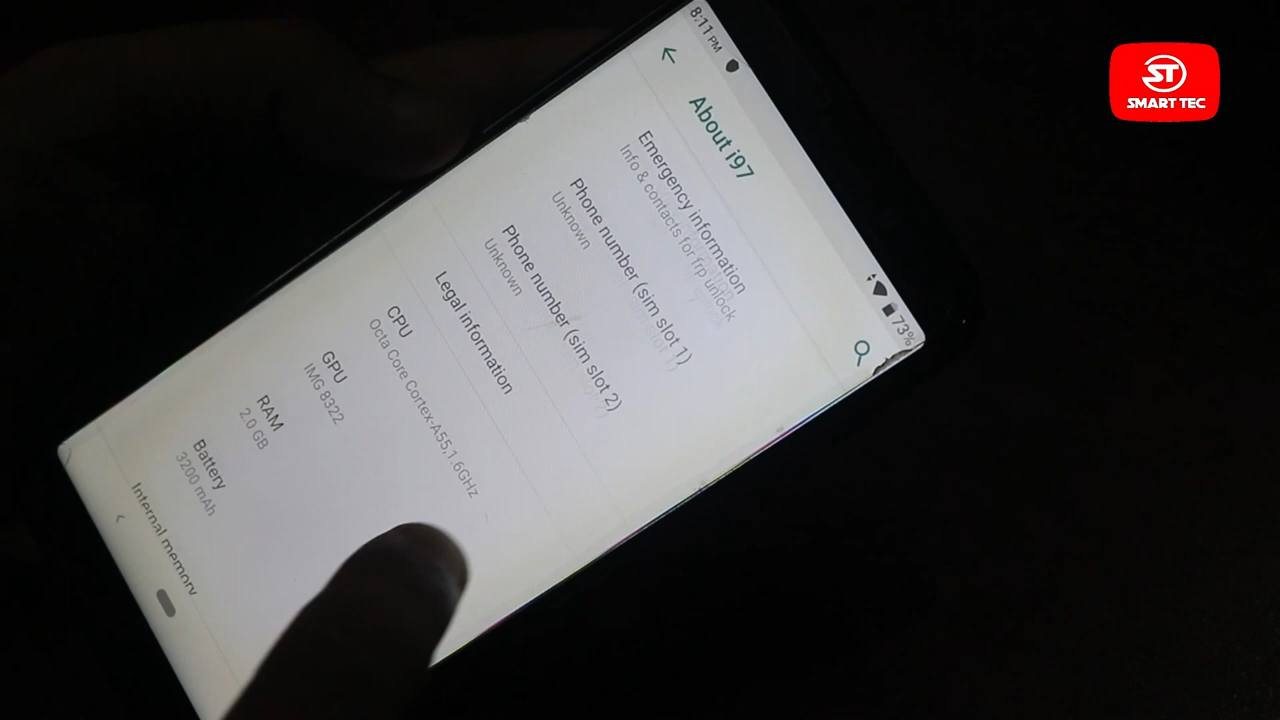 8:11 PM
73%
About i97
Emergency information
Info & contacts for frp unlock
Phone number (sim slot 1)
Unknown
Phone number (sim slot 2)
Unknown
Legal information
CPU
Octa Core Cortex-A55,1.6GHz
GPU
IMG 8322
RAM
2.0 GB
Battery
3200 mAh
Internal memory
ST
SMART TEC